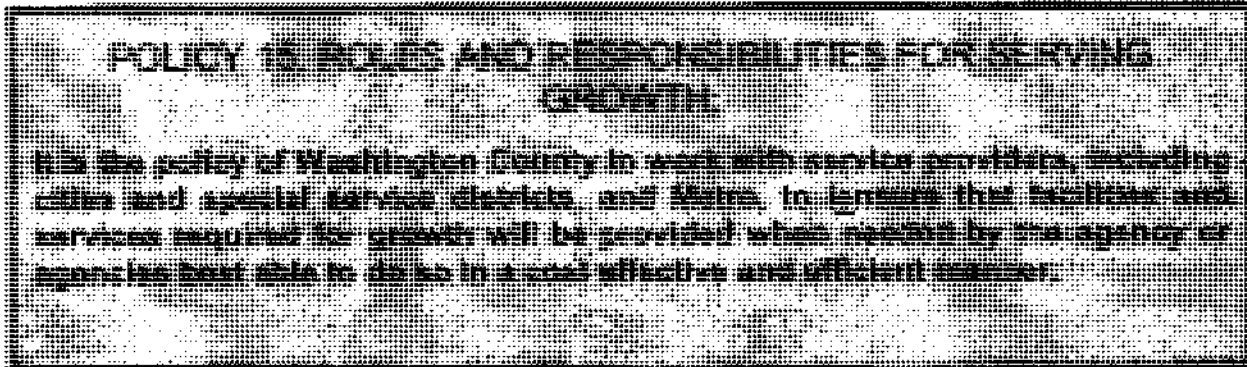 POLICY 15, ROLES AND RESPONSIBILITIES FOR SERVING
GROWTH:
It is the policy of Washington County to work with service providers, including
cities and special service districts, and Metro, to ignsure that facilities and
services required for growth will be provided when needed by the agency or
agencies best able to do so in a cost effective and efficient manner.